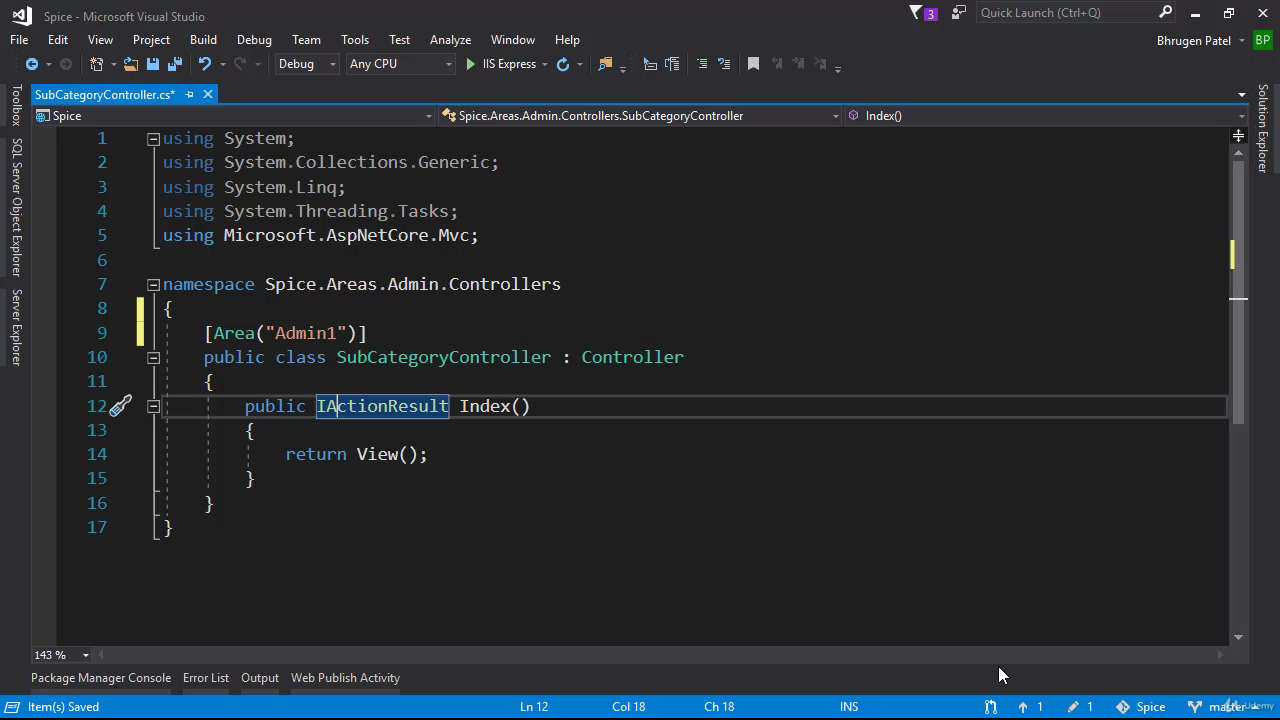 Spice - Microsoft Visual Studio
3
Quick Launch (Ctrl+Q)
File Edit View Project Build Debug Team Tools Test Analyze Window Help
Bhrugen Patel BP
Debug Any CPU IIS Express
SubCategoryController.cs*
Spice Spice.Areas.Admin.Controllers.SubCategoryController Index()
Toolbox
SQL Server Object Explorer
Server Explorer
Solution Explorer
1 using System;
2 using System.Collections.Generic;
3 using System.Linq;
4 using System.Threading.Tasks;
5 using Microsoft.AspNetCore.Mvc;
6
7 namespace Spice.Areas.Admin.Controllers
8 {
9 [Area("Admin1")]
10 public class SubCategoryController : Controller
11 {
12 public IActionResult Index()
13 {
14 return View();
15 }
16 }
17 }
143 %
Package Manager Console Error List Output Web Publish Activity
Item(s) Saved Ln 12 Col 18 Ch 18 INS 1 1 Spice master
Udemy